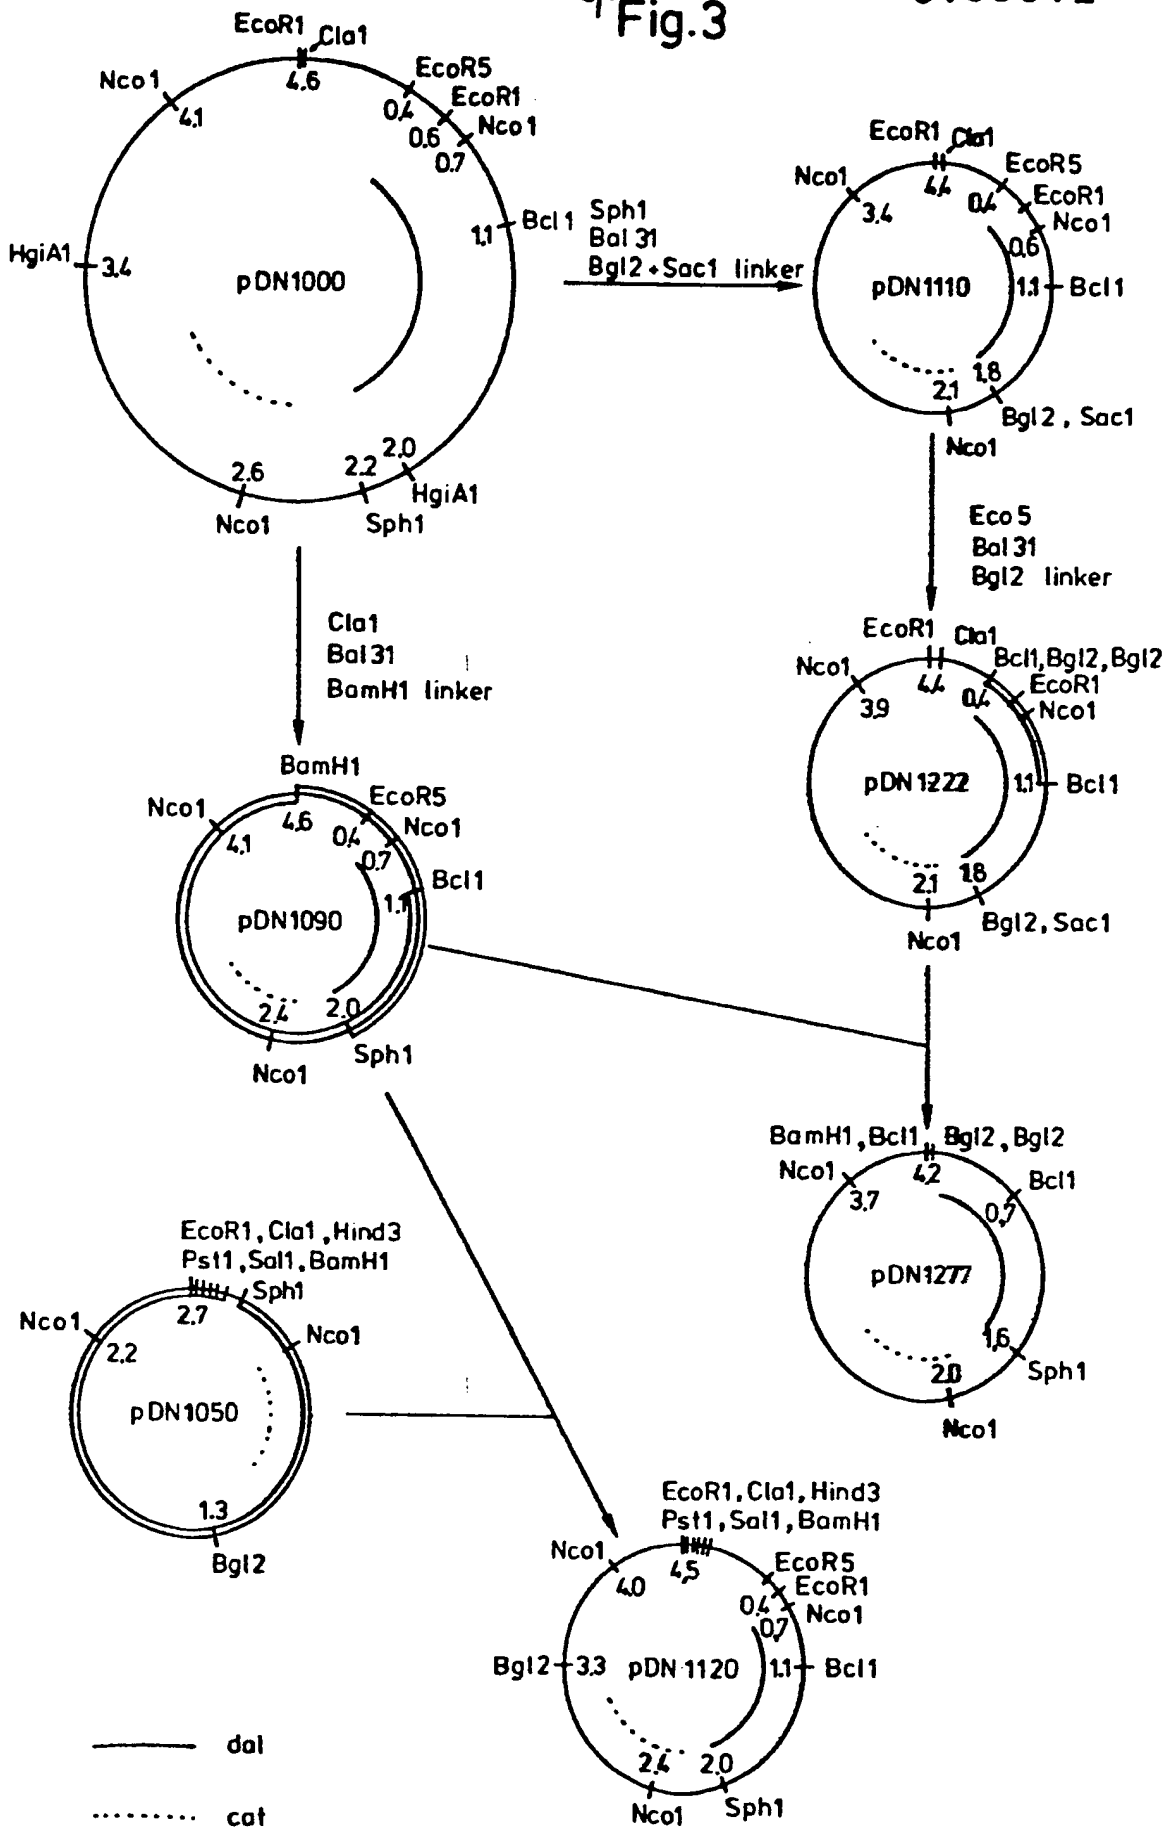 Fig.3
EcoR1
Cla1
Nco1
4.6
EcoR5
4.1
0.4
EcoR1
0.6
Nco1
0.7
Bcl1
1.1
HgiA1
3.4
pDN1000
2.0
HgiA1
2.2
Sph1
2.6
Nco1
Sph1
Bal31
Bgl2+Sac1 linker
EcoR1
Cla1
Nco1
4.4
EcoR5
3.4
0.4
EcoR1
Nco1
0.6
pDN1110
1.1
Bcl1
1.8
2.1
Bgl2, Sac1
Nco1
Eco5
Bal31
Bgl2 linker
Cla1
Bal31
BamH1 linker
EcoR1
Cla1
Nco1
4.4
Bcl1,Bgl2,Bgl2
3.9
0.4
EcoR1
Nco1
pDN1222
1.1
Bcl1
1.8
2.1
Bgl2,Sac1
Nco1
BamH1
Nco1
EcoR5
4.6
4.1
0.4
Nco1
0.7
Bcl1
1.1
pDN1090
2.4
2.0
Sph1
Nco1
BamH1,Bcl1
Bgl2,Bgl2
Nco1
4.2
Bcl1
3.7
0.7
pDN1277
1.6
Sph1
2.0
Nco1
EcoR1,Cla1,Hind3
Pst1,Sal1,BamH1
Sph1
Nco1
2.7
Nco1
2.2
pDN1050
1.3
Bgl2
EcoR1,Cla1,Hind3
Pst1,Sal1,BamH1
Nco1
4.5
EcoR5
4.0
EcoR1
0.4
Nco1
0.7
Bgl2
3.3
pDN1120
1.1
Bcl1
2.4
2.0
Nco1
Sph1
dal
cat